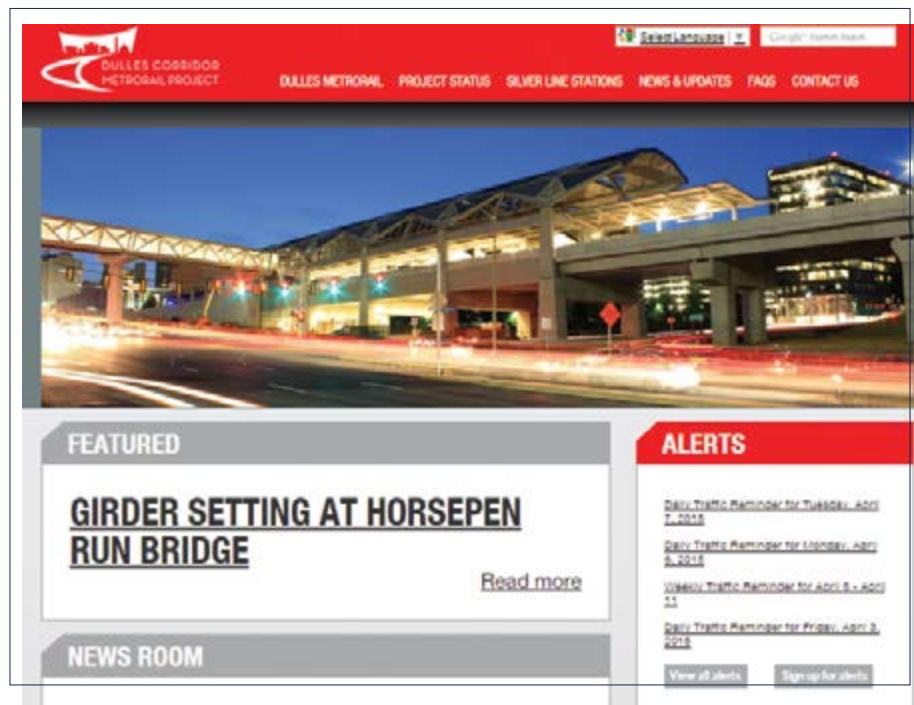 Select Language
DULLES CORRIDOR
METRORAIL PROJECT
DULLES METRORAIL PROJECT STATUS SILVER LINE STATIONS NEWS & UPDATES FAQS CONTACT US
FEATURED
GIRDER SETTING AT HORSEPEN
RUN BRIDGE
Read more
NEWS ROOM
ALERTS
Daily Traffic Reminder for Tuesday, April
7, 2015
Daily Traffic Reminder for Monday, April
6, 2015
Weekly Traffic Reminder for April 5 - April
11
Daily Traffic Reminder for Friday, April 3,
2015
View all alerts Sign up for alerts